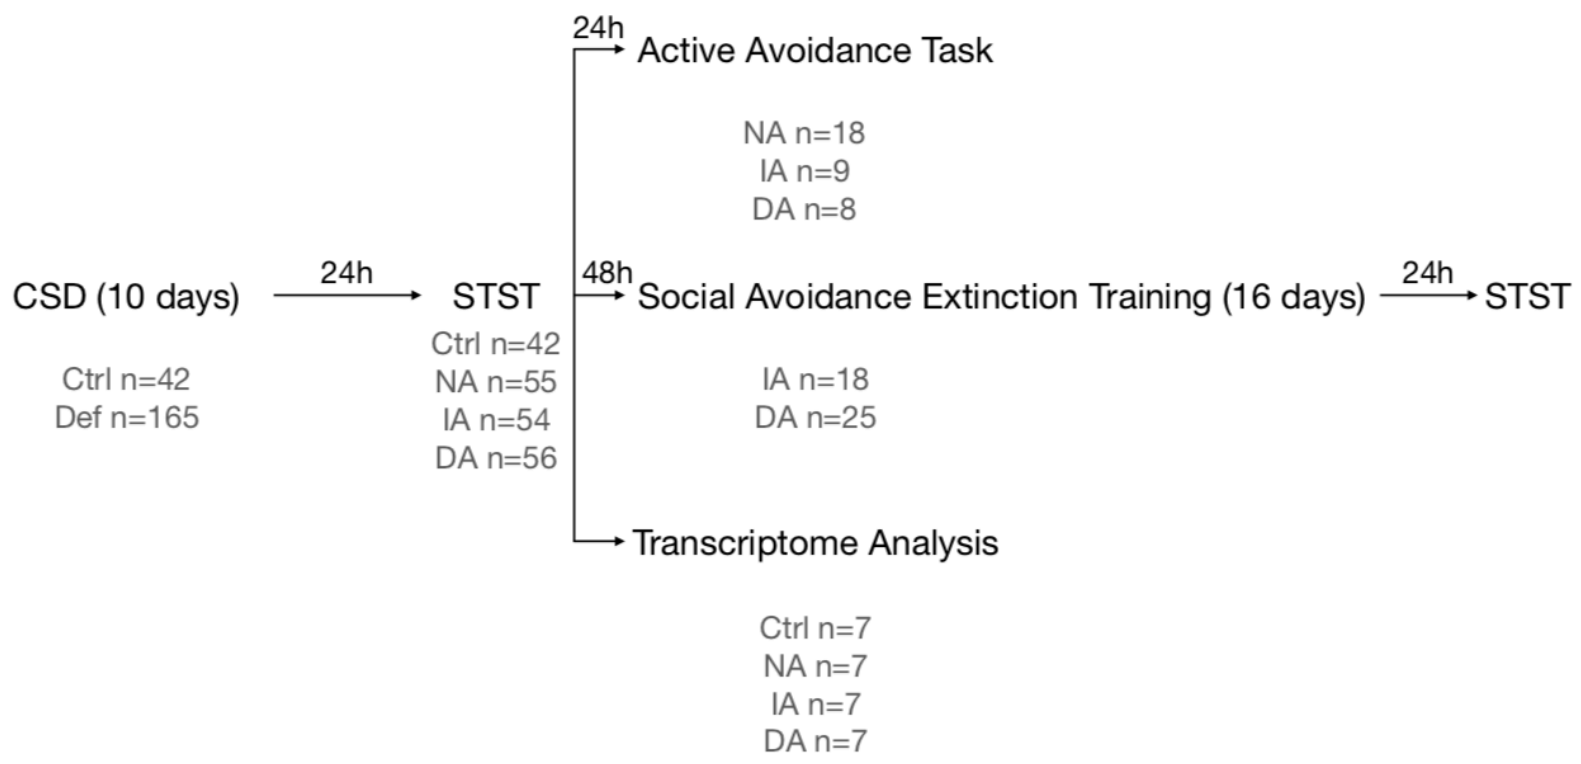 24h
Active Avoidance Task
NA n=18
IA n=9
DA n=8
CSD (10 days)
Ctrl n=42
Def n=165
24h
STST
Ctrl n=42
NA n=55
IA n=54
DA n=56
48h
Social Avoidance Extinction Training (16 days)
IA n=18
DA n=25
24h
STST
Transcriptome Analysis
Ctrl n=7
NA n=7
IA n=7
DA n=7